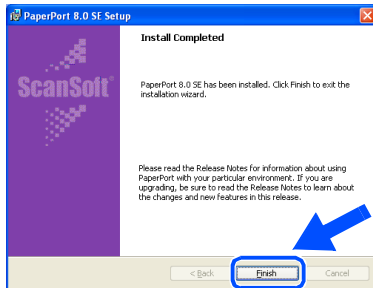 PaperPort 8.0 SE Setup
Install Completed
ScanSoft®
PaperPort 8.0 SE has been installed. Click Finish to exit the
installation wizard.
Please read the Release Notes for information about using
PaperPort with your particular environment. If you are
upgrading, be sure to read the Release Notes to learn about
the changes and new features in this release.
< Back
Finish
Cancel